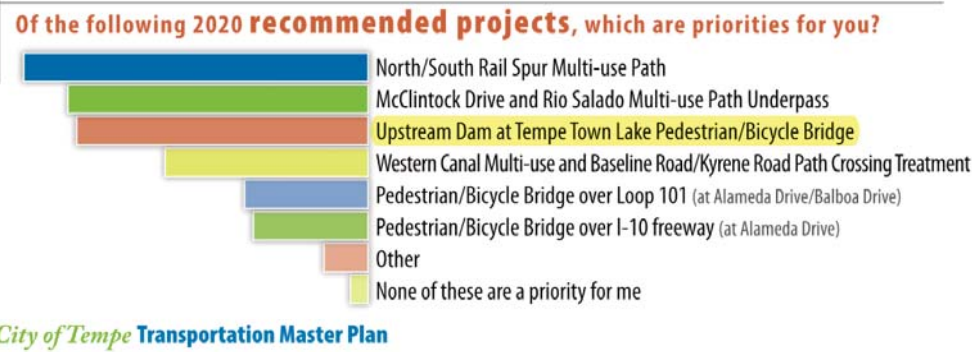 Of the following 2020 recommended projects, which are priorities for you?
North/South Rail Spur Multi-use Path
McClintock Drive and Rio Salado Multi-use Path Underpass
Upstream Dam at Tempe Town Lake Pedestrian/Bicycle Bridge
Western Canal Multi-use and Baseline Road/Kyrene Road Path Crossing Treatment
Pedestrian/Bicycle Bridge over Loop 101 (at Alameda Drive/Balboa Drive)
Pedestrian/Bicycle Bridge over I-10 freeway (at Alameda Drive)
Other
None of these are a priority for me
City of Tempe Transportation Master Plan